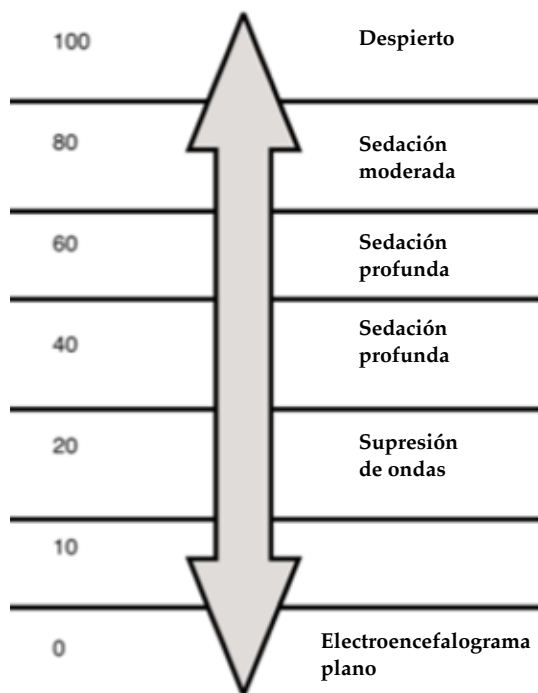 100 Despierto
80 Sedación
moderada
60 Sedación
profunda
40 Sedación
profunda
20 Supresión
de ondas
10
0 Electroencefalograma
plano